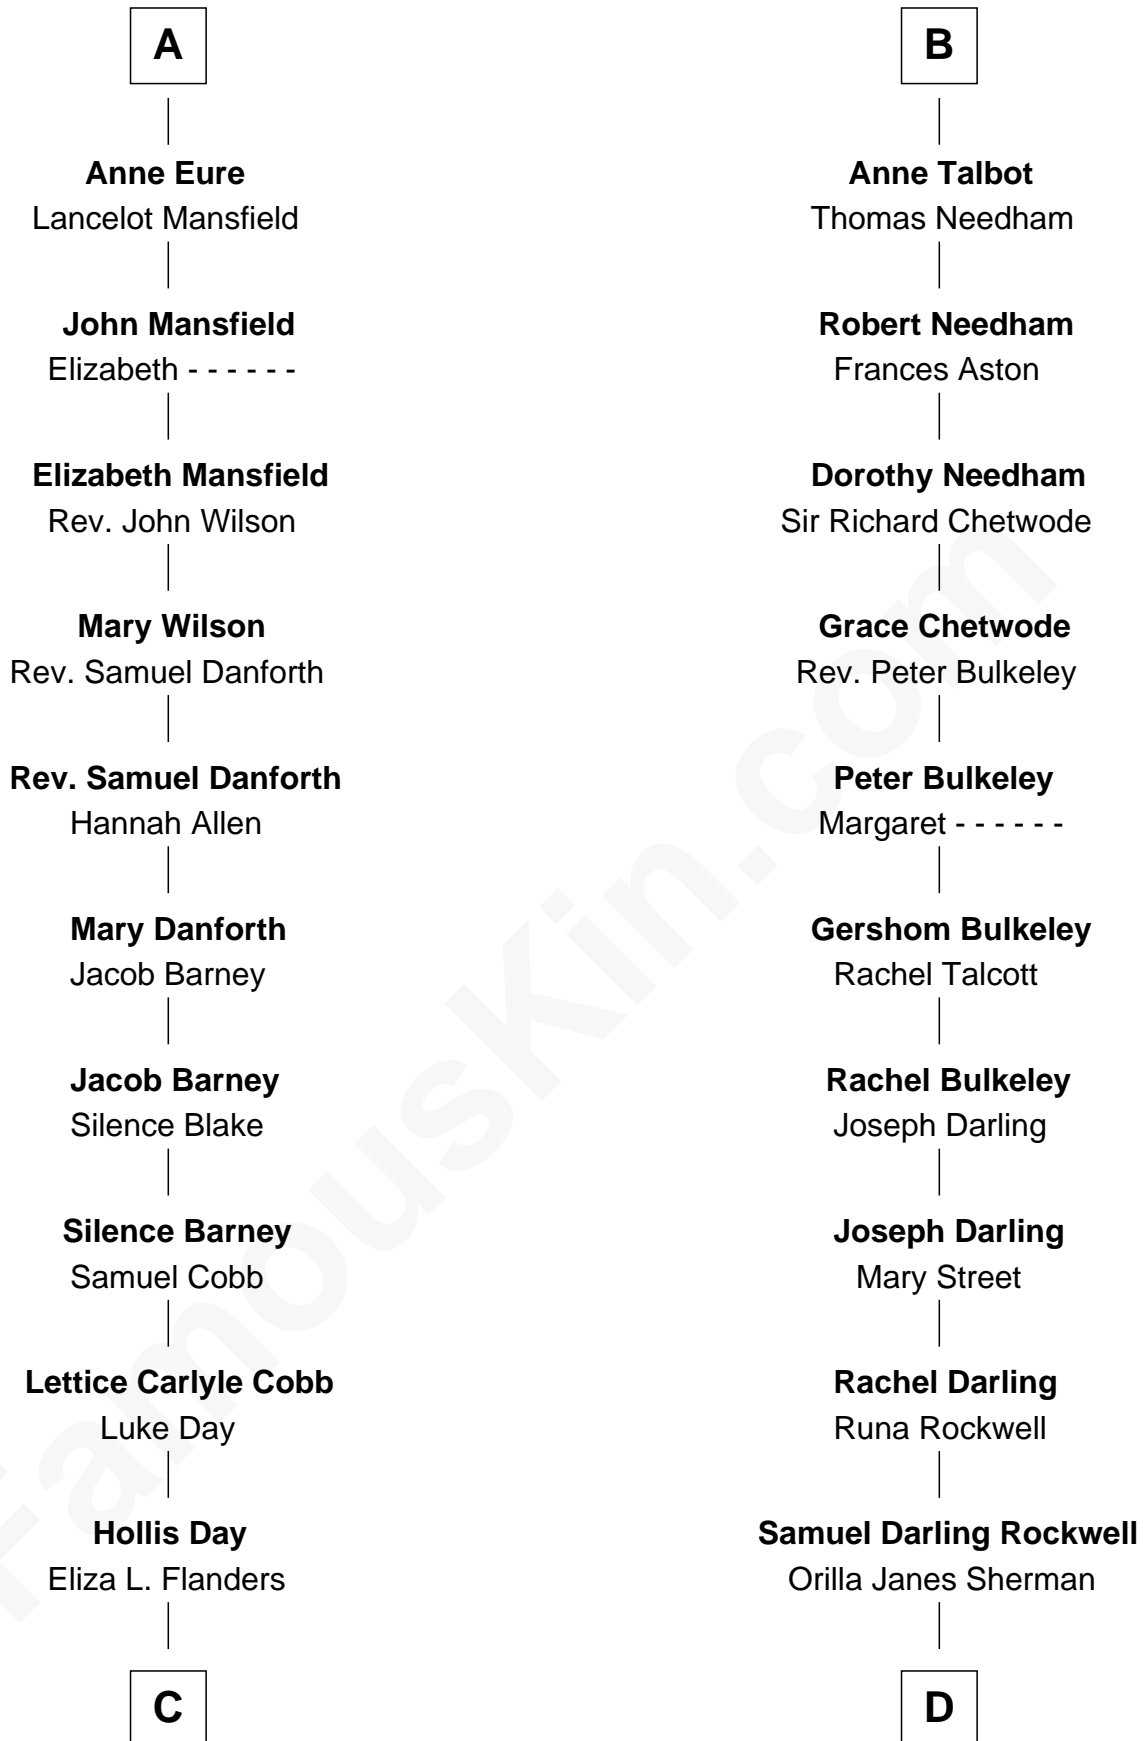 A
Anne Eure
Lancelot Mansfield
John Mansfield
Elizabeth - - - - - -
Elizabeth Mansfield
Rev. John Wilson
Mary Wilson
Rev. Samuel Danforth
Rev. Samuel Danforth
Hannah Allen
Mary Danforth
Jacob Barney
Jacob Barney
Silence Blake
Silence Barney
Samuel Cobb
Lettice Carlyle Cobb
Luke Day
Hollis Day
Eliza L. Flanders
C
B
Anne Talbot
Thomas Needham
Robert Needham
Frances Aston
Dorothy Needham
Sir Richard Chetwode
Grace Chetwode
Rev. Peter Bulkeley
Peter Bulkeley
Margaret - - - - - -
Gershom Bulkeley
Rachel Talcott
Rachel Bulkeley
Joseph Darling
Joseph Darling
Mary Street
Rachel Darling
Runa Rockwell
Samuel Darling Rockwell
Orilla Janes Sherman
D
FamousKin.com